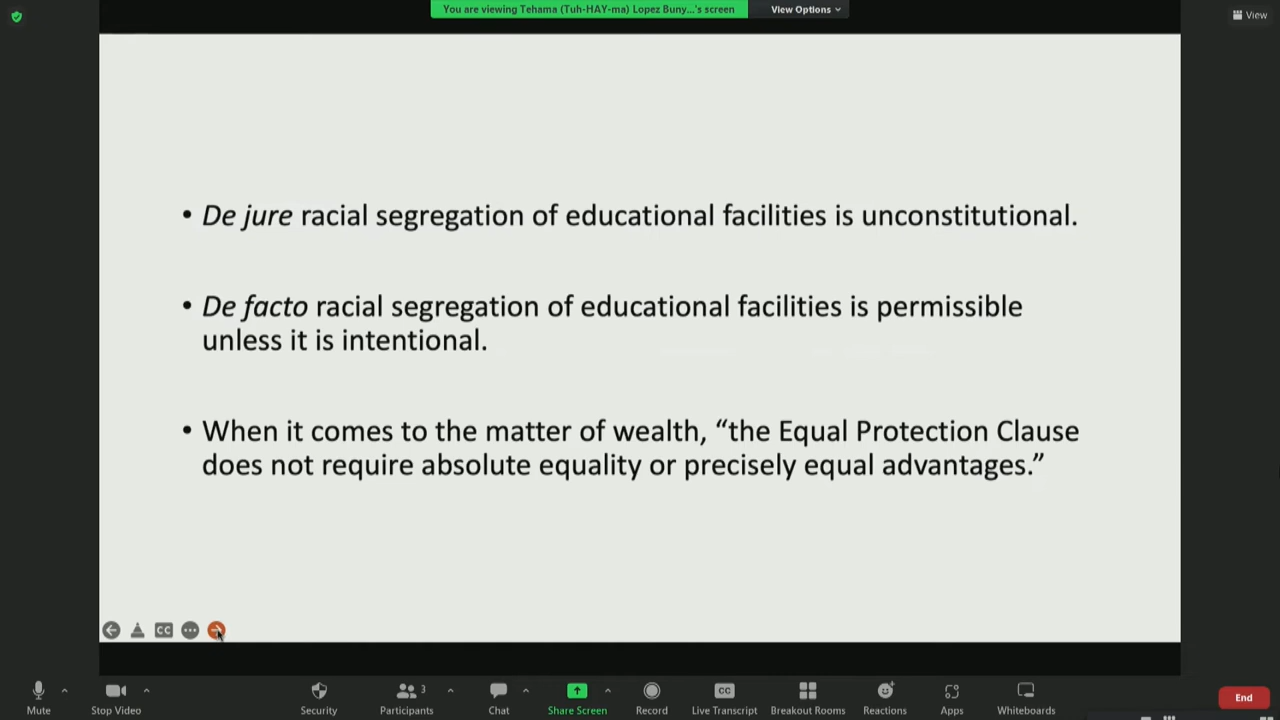 You are viewing Tehama (Tuh-HAY-ma) Lopez Buny...'s screen
View Options
View
• De jure racial segregation of educational facilities is unconstitutional.
• De facto racial segregation of educational facilities is permissible
unless it is intentional.
• When it comes to the matter of wealth, “the Equal Protection Clause
does not require absolute equality or precisely equal advantages.”
CC
Mute
Stop Video
Security
Participants
3
Chat
Share Screen
Record
CC
Live Transcript
Breakout Rooms
Reactions
Apps
Whiteboards
End